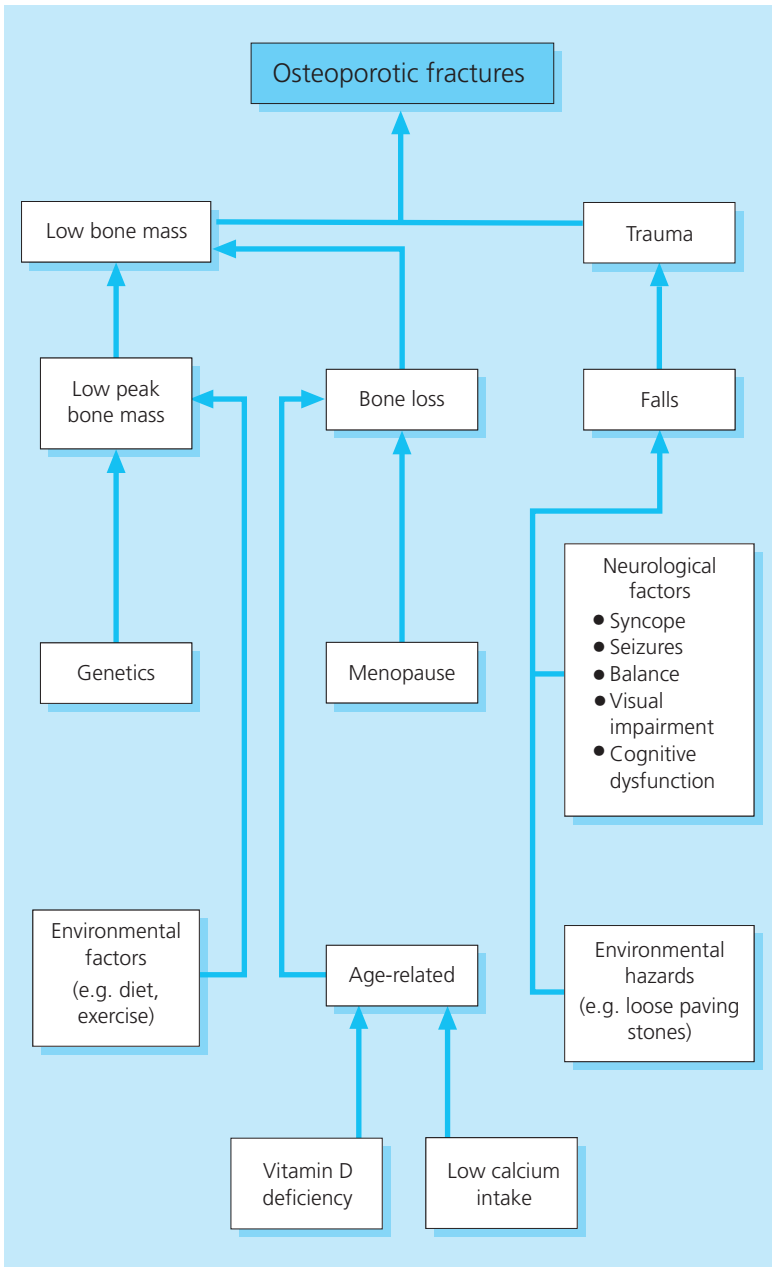 Osteoporotic fractures
Low bone mass
Trauma
Low peak
bone mass
Bone loss
Falls
Neurological
factors
● Syncope
● Seizures
● Balance
● Visual
impairment
● Cognitive
dysfunction
Genetics
Menopause
Environmental
factors
(e.g. diet,
exercise)
Age-related
Environmental
hazards
(e.g. loose paving
stones)
Vitamin D
deficiency
Low calcium
intake